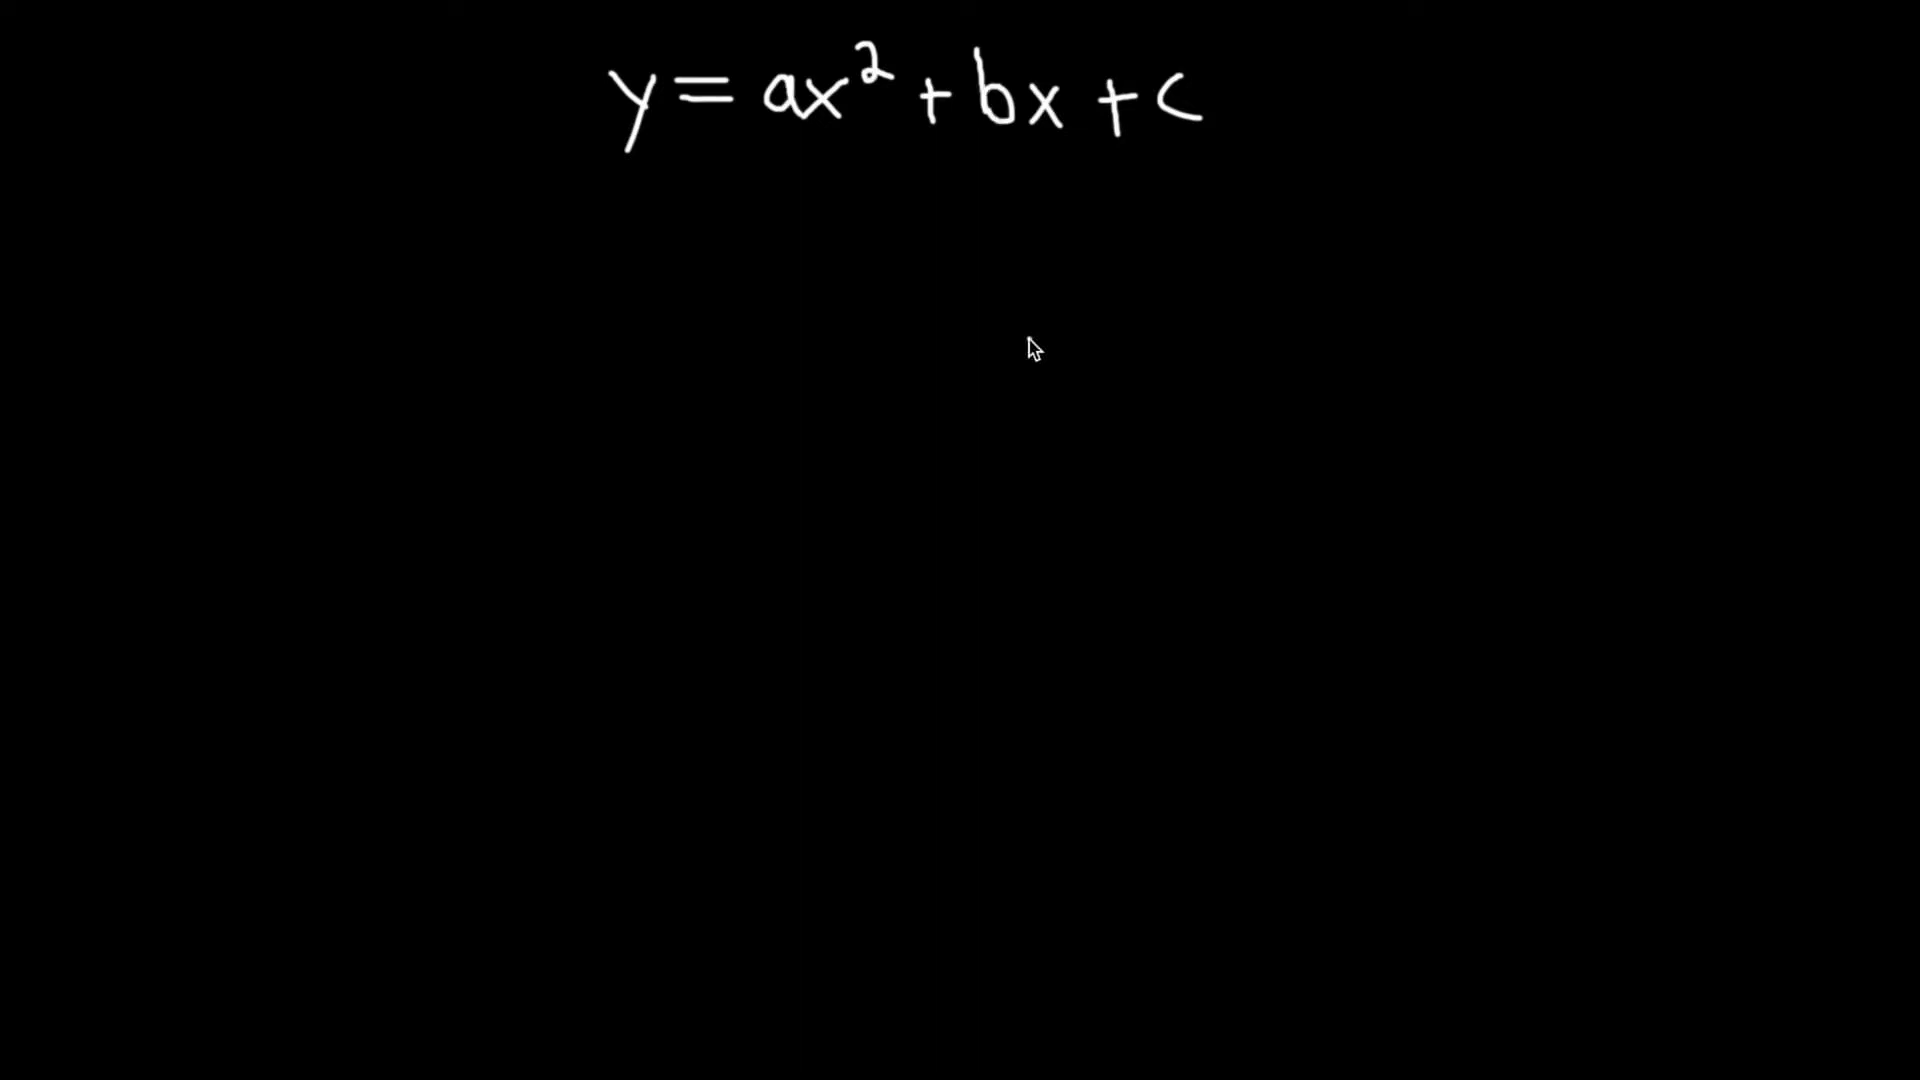 y = ax² + bx + c